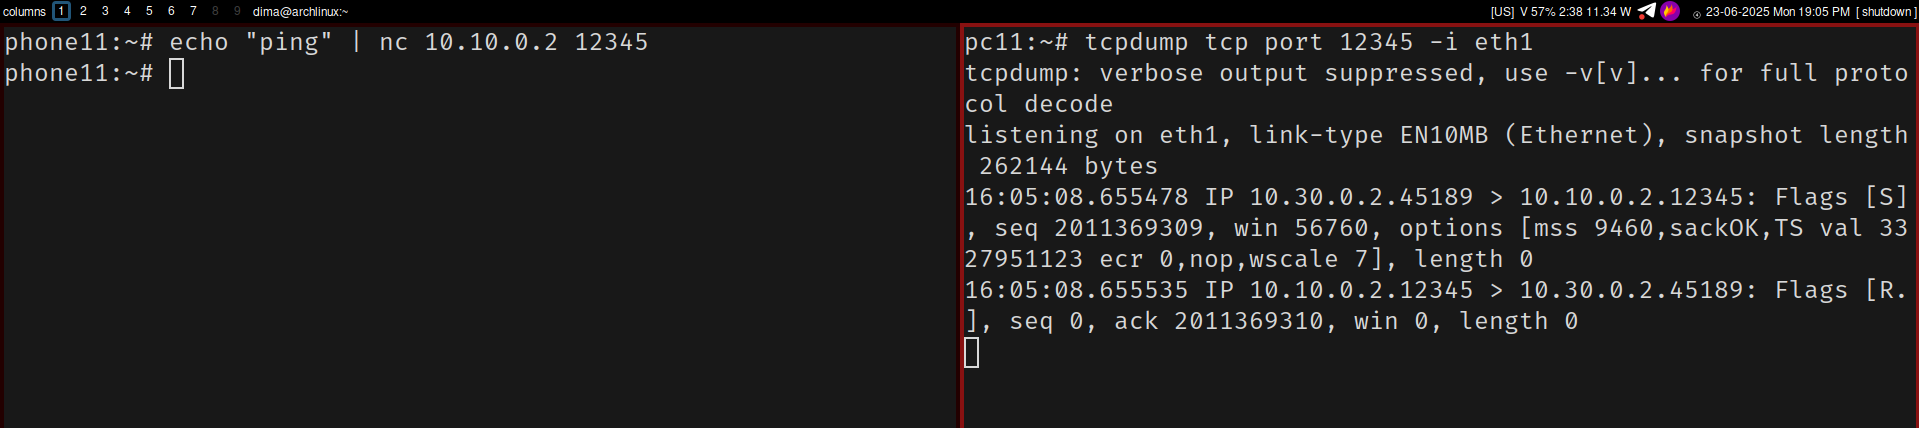 columns 1 2 3 4 5 6 7 8 9 dima@archlinux:~ [US] V 57% 2:38 11.34 W 23-06-2025 Mon 19:05 PM [ shutdown ]
phone11:~# echo "ping" | nc 10.10.0.2 12345
phone11:~#
pc11:~# tcpdump tcp port 12345 -i eth1
tcpdump: verbose output suppressed, use -v[v]... for full proto
col decode
listening on eth1, link-type EN10MB (Ethernet), snapshot length
 262144 bytes
16:05:08.655478 IP 10.30.0.2.45189 > 10.10.0.2.12345: Flags [S]
, seq 2011369309, win 56760, options [mss 9460,sackOK,TS val 33
27951123 ecr 0,nop,wscale 7], length 0
16:05:08.655535 IP 10.10.0.2.12345 > 10.30.0.2.45189: Flags [R.
], seq 0, ack 2011369310, win 0, length 0